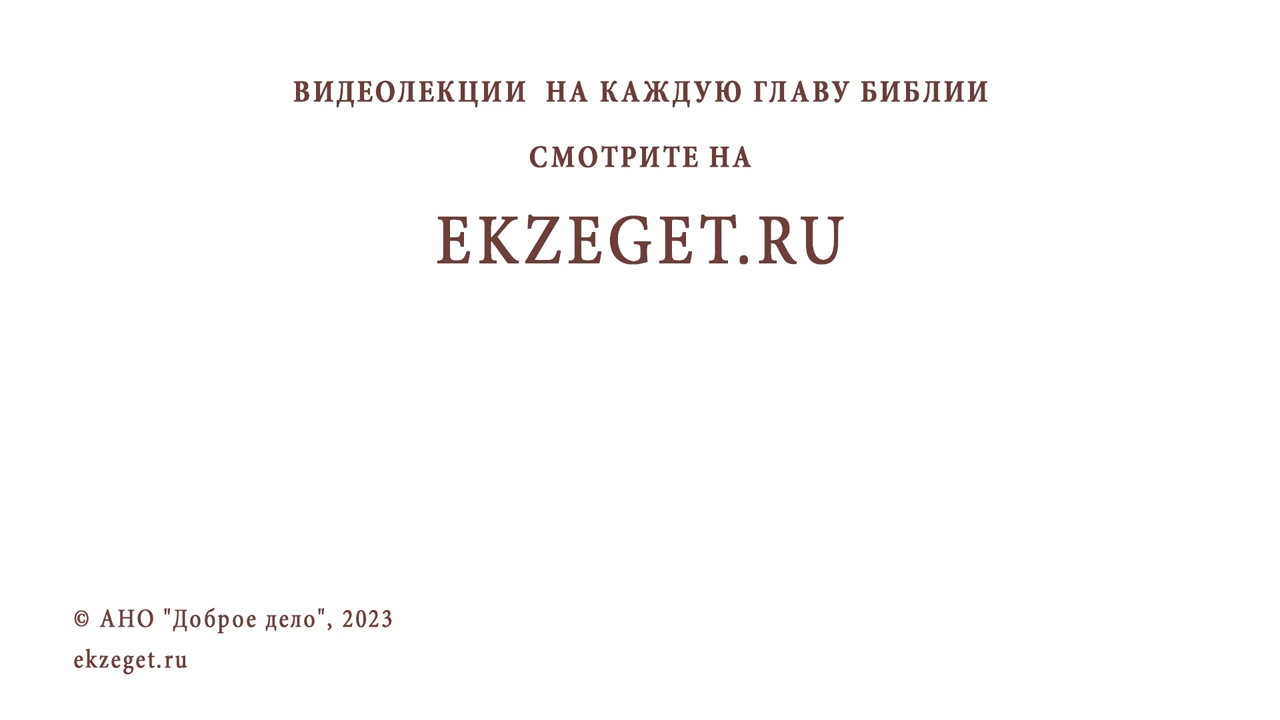 ВИДЕОЛЕКЦИИ НА КАЖДУЮ ГЛАВУ БИБЛИИ
СМОТРИТЕ НА
EKZEGET.RU
© АНО "Доброе дело", 2023
ekzeget.ru